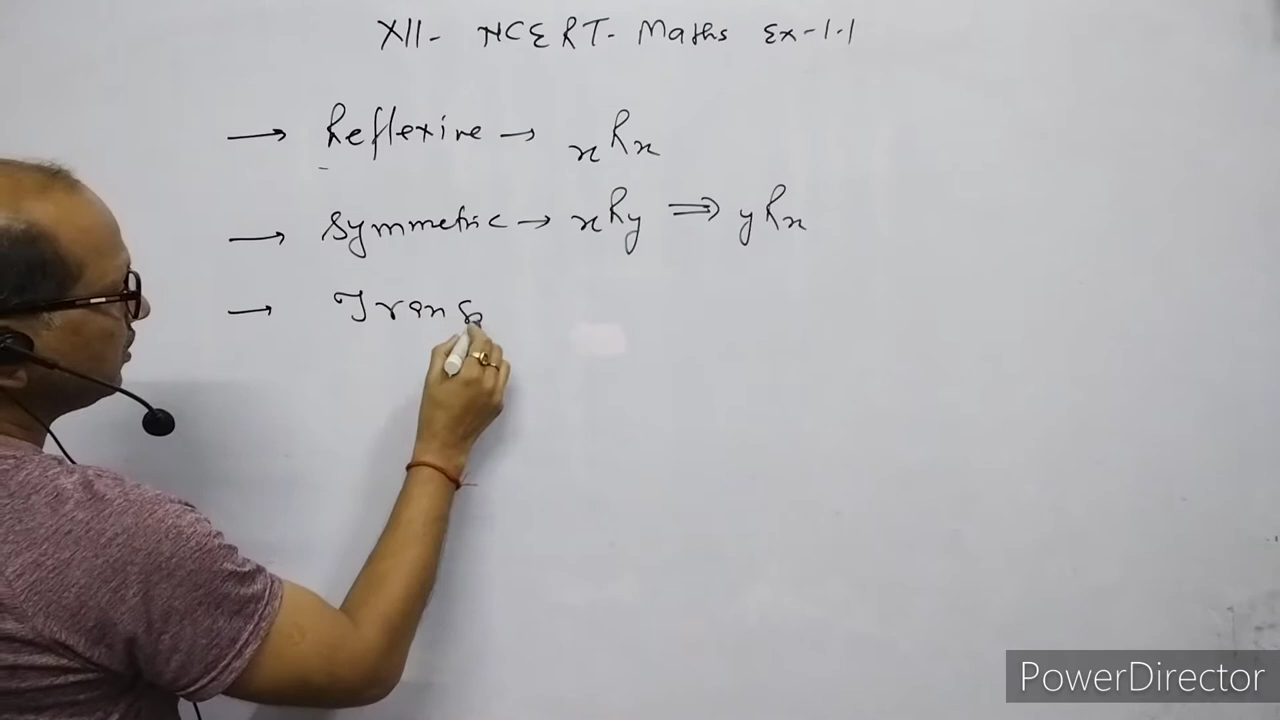 XII - NCERT - Maths Ex-1.1
→ Reflexive → xRx
→ Symmetric → xRy ⇒ yRx
→ Trans
PowerDirector